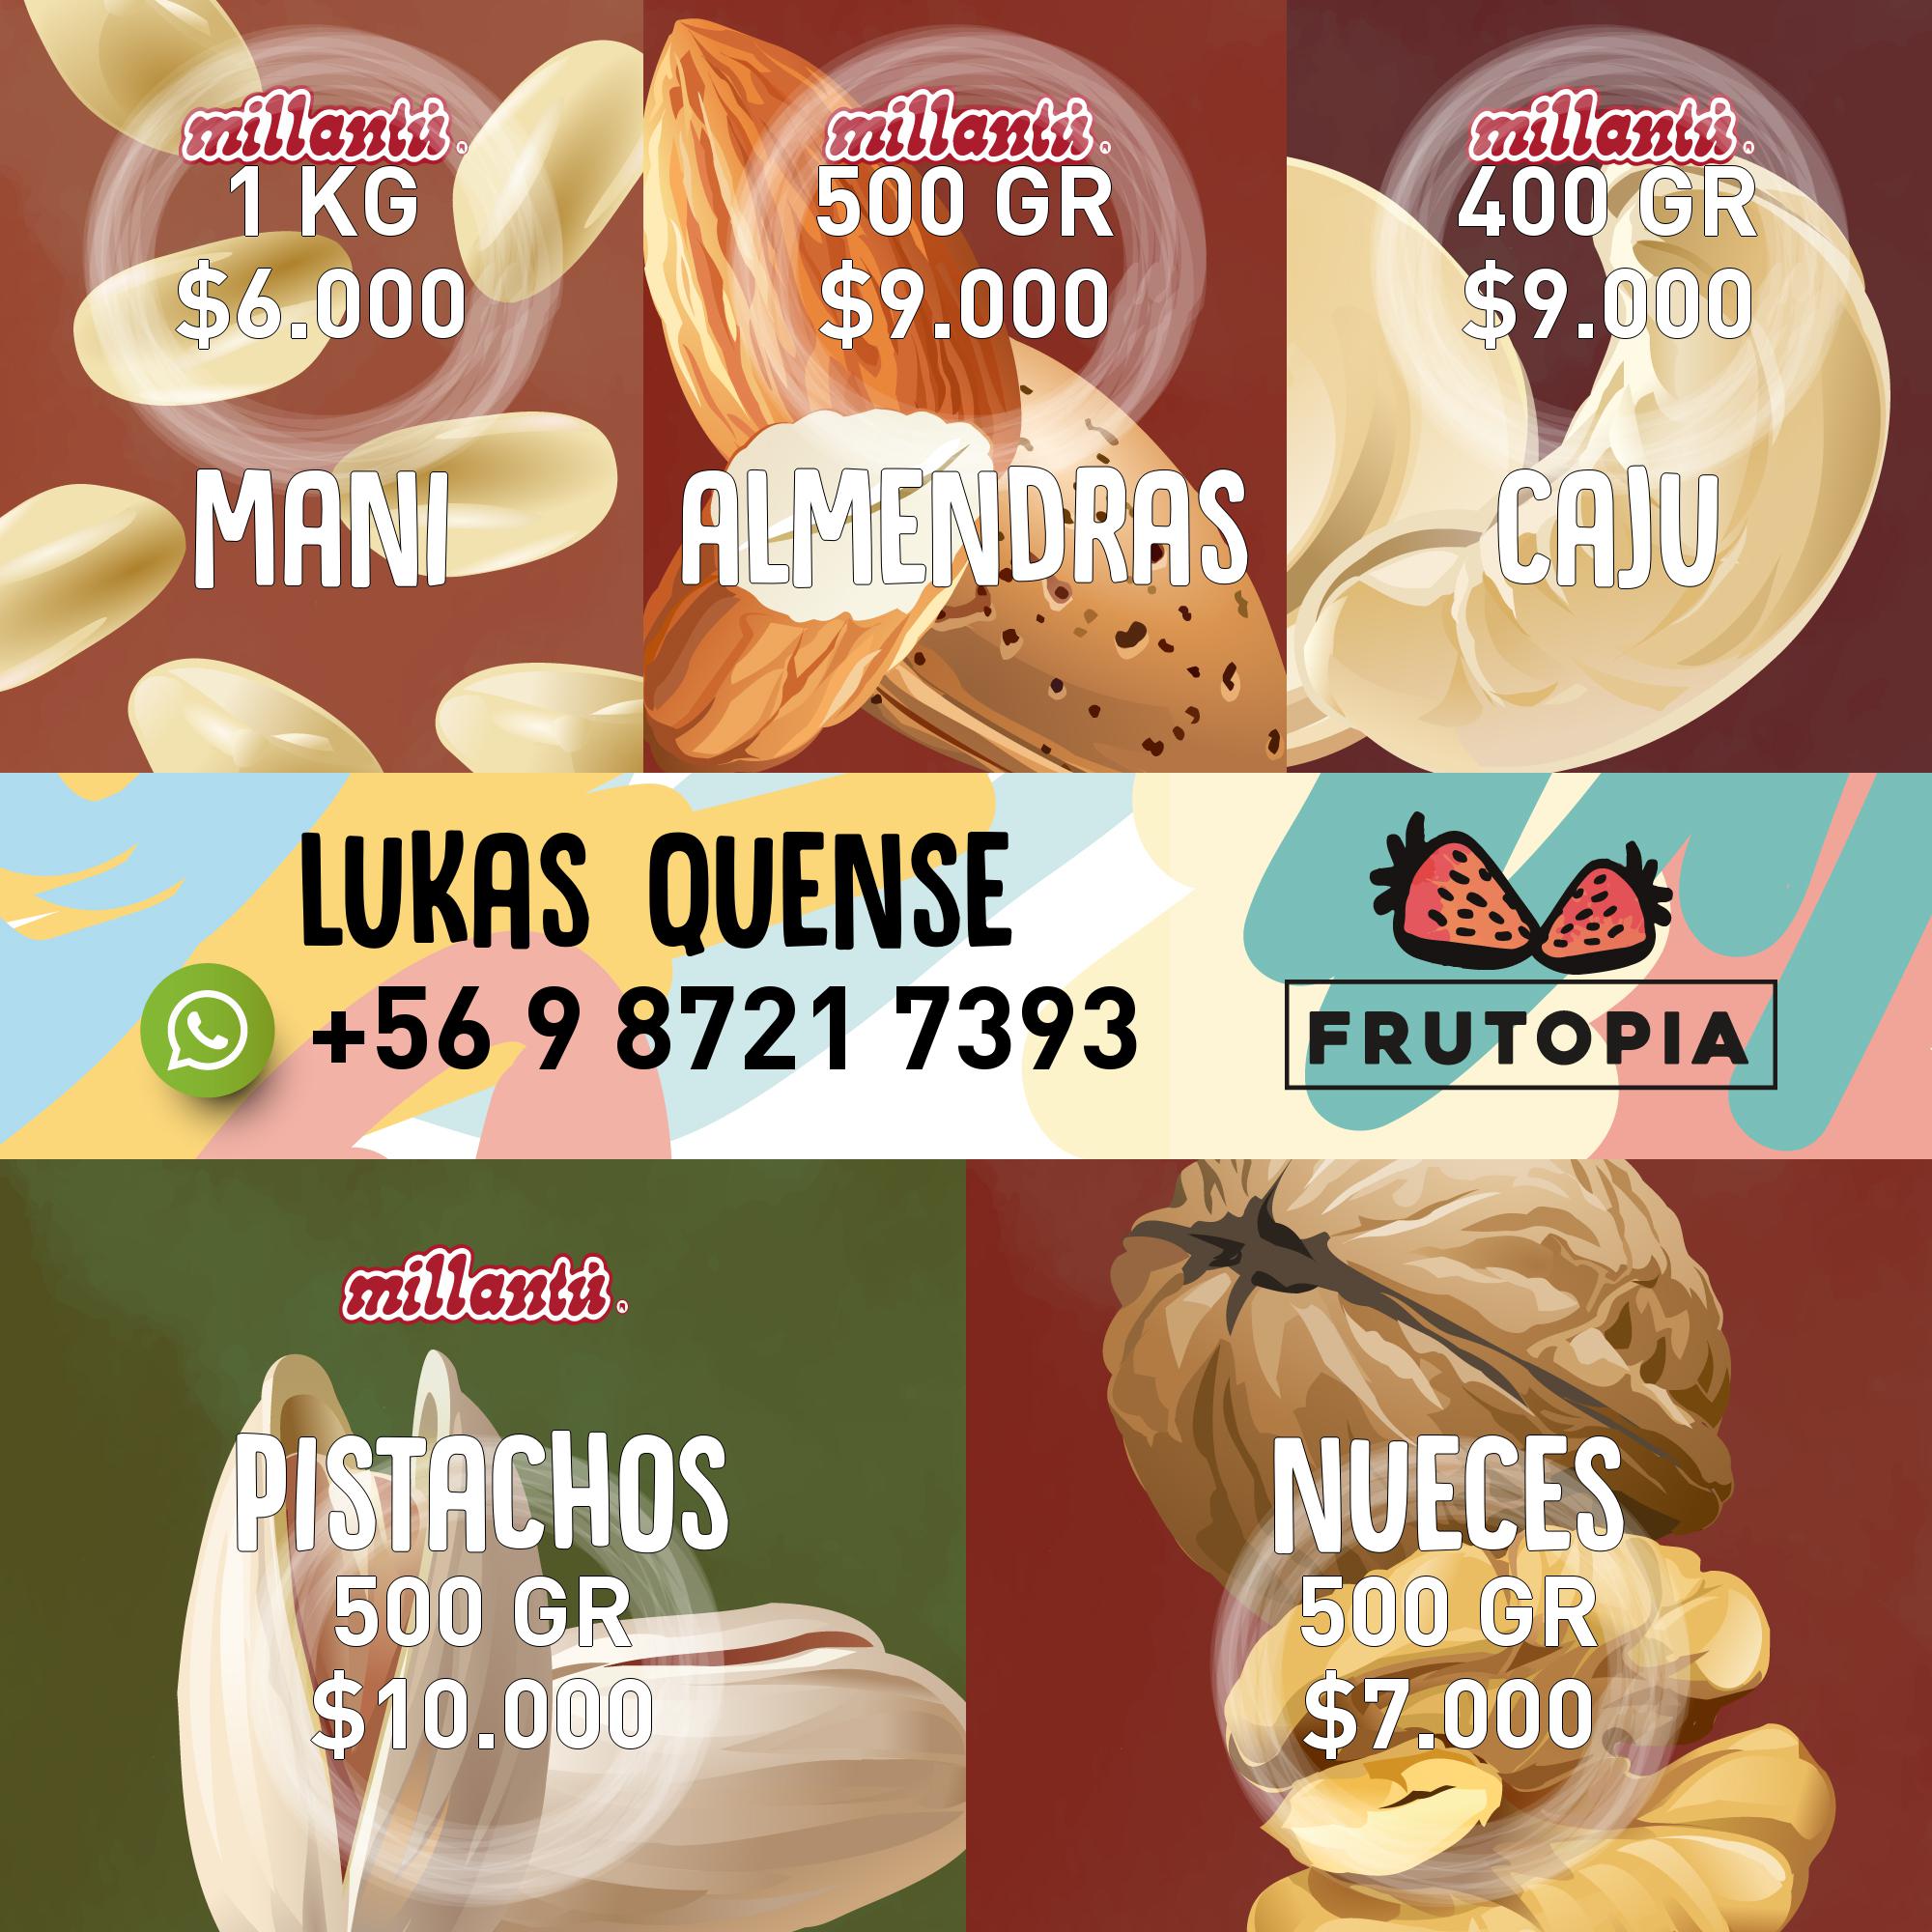 millantú
1 KG
$6.000
MANI
millantú
500 GR
$9.000
ALMENDRAS
millantú
400 GR
$9.000
CAJU
LUKAS QUENSE
+56 9 8721 7393
FRUTOPIA
millantú
PISTACHOS
500 GR
$10.000
NUECES
500 GR
$7.000